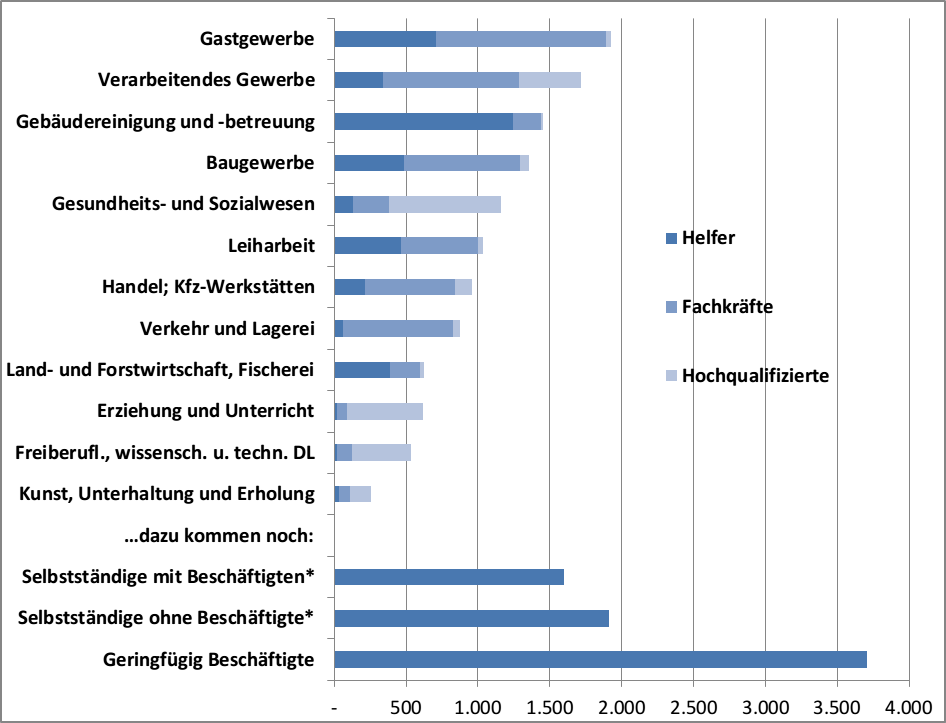 Gastgewerbe
Verarbeitendes Gewerbe
Gebäudereinigung und -betreuung
Baugewerbe
Gesundheits- und Sozialwesen
Leiharbeit
Handel; Kfz-Werkstätten
Verkehr und Lagerei
Land- und Forstwirtschaft, Fischerei
Erziehung und Unterricht
Freiberufl., wissensch. u. techn. DL
Kunst, Unterhaltung und Erholung
...dazu kommen noch:
Selbstständige mit Beschäftigten*
Selbstständige ohne Beschäftigte*
Geringfügig Beschäftigte
Helfer
Fachkräfte
Hochqualifizierte
- 500 1.000 1.500 2.000 2.500 3.000 3.500 4.000